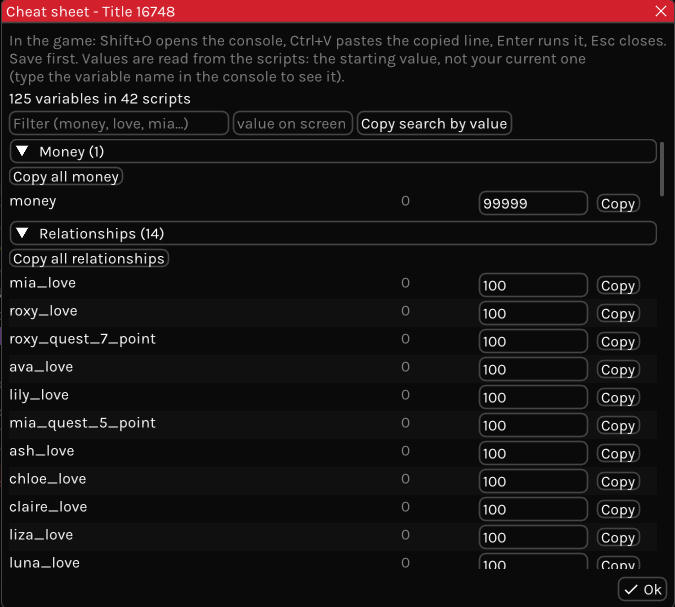 Cheat sheet - Title 16748
In the game: Shift+O opens the console, Ctrl+V pastes the copied line, Enter runs it, Esc closes.
Save first. Values are read from the scripts: the starting value, not your current one
(type the variable name in the console to see it).
125 variables in 42 scripts
Filter (money, love, mia...) value on screen Copy search by value
Money (1)
Copy all money
money 0 99999 Copy
Relationships (14)
Copy all relationships
mia_love 0 100 Copy
roxy_love 0 100 Copy
roxy_quest_7_point 0 100 Copy
ava_love 0 100 Copy
lily_love 0 100 Copy
mia_quest_5_point 0 100 Copy
ash_love 0 100 Copy
chloe_love 0 100 Copy
claire_love 0 100 Copy
liza_love 0 100 Copy
luna_love 0 100 Copy
Ok